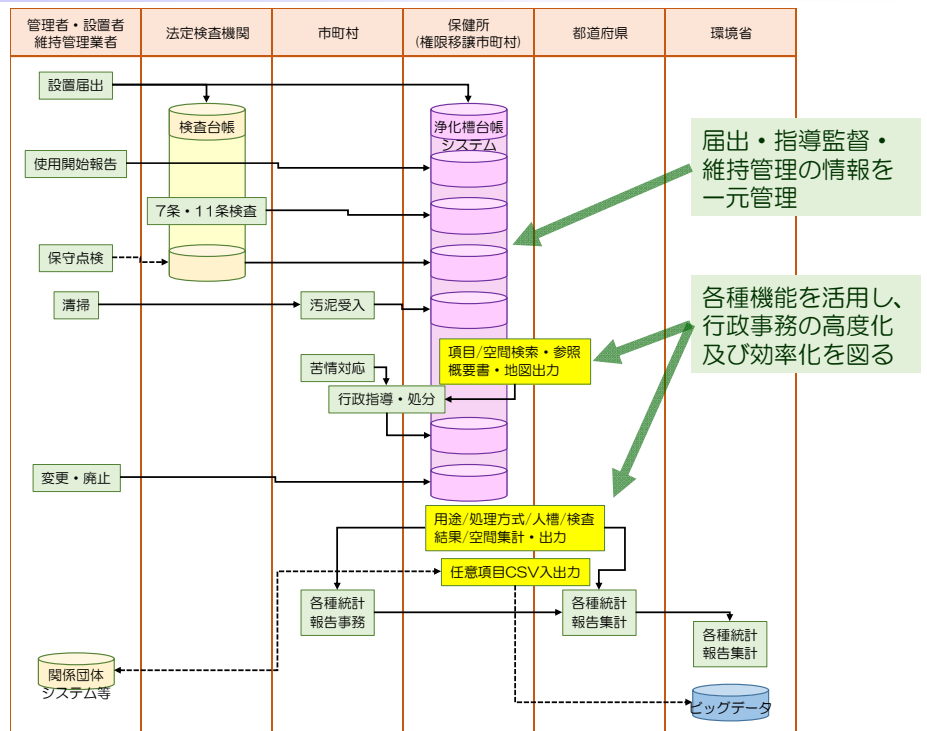 管理者・設置者
維持管理業者
法定検査機関
市町村
保健所
(権限移譲市町村)
都道府県
環境省
設置届出
検査台帳
浄化槽台帳
システム
届出・指導監督・
維持管理の情報を
一元管理
使用開始報告
7条・11条検査
保守点検
清掃
汚泥受入
各種機能を活用し、
行政事務の高度化
及び効率化を図る
項目/空間検索・参照
概要書・地図出力
苦情対応
行政指導・処分
変更・廃止
用途/処理方式/人槽/検査
結果/空間集計・出力
任意項目CSV入出力
各種統計
報告事務
各種統計
報告集計
各種統計
報告集計
関係団体
システム等
ビッグデータ